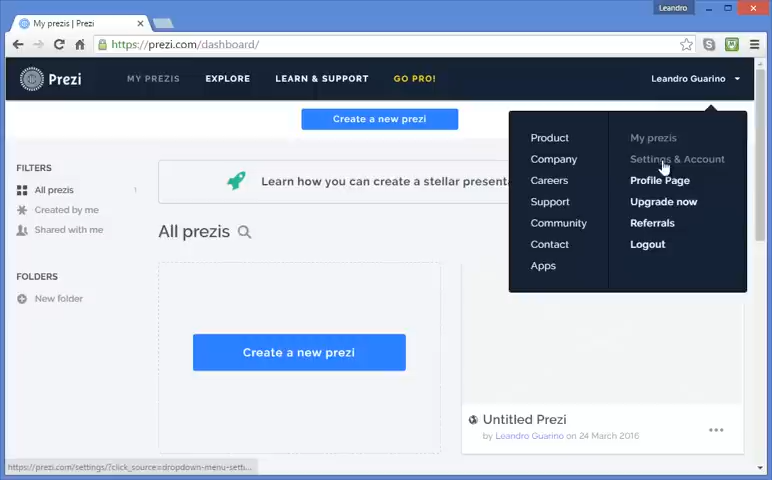 Leandro
My prezis | Prezi
https://prezi.com/dashboard/
Prezi
MY PREZIS
EXPLORE
LEARN & SUPPORT
GO PRO!
Leandro Guarino
Create a new prezi
Product
Company
Careers
Support
Community
Contact
Apps
My prezis
Settings & Account
Profile Page
Upgrade now
Referrals
Logout
FILTERS
All prezis 1
Created by me
Shared with me
FOLDERS
New folder
Learn how you can create a stellar presenta
All prezis
Create a new prezi
Untitled Prezi
by Leandro Guarino on 24 March 2016
https://prezi.com/settings/?click_source=dropdown-menu-setti...